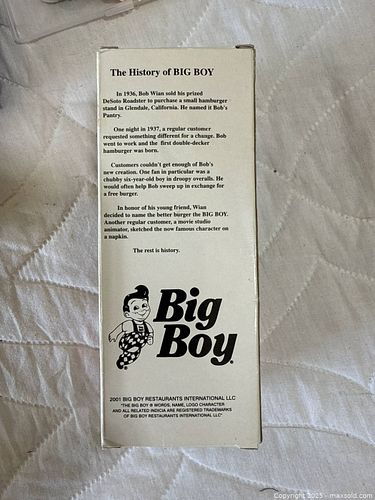 The History of BIG BOY
In 1936, Bob Wian sold his prized
DeSoto Roadster to purchase a small hamburger
stand in Glendale, California. He named it Bob's
Pantry.
One night in 1937, a regular customer
requested something different for a change. Bob
went to work and the first double-decker
hamburger was born.
Customers couldn't get enough of Bob's
new creation. One fan in particular was a
chubby six-year-old boy in droopy overalls. He
would often help Bob sweep up in exchange for
a free burger.
In honor of his young friend, Wian
decided to name the better burger the BIG BOY.
Another regular customer, a movie studio
animator, sketched the now famous character on
a napkin.
The rest is history.
Big
Boy
2001 BIG BOY RESTAURANTS INTERNATIONAL LLC
"THE BIG BOY ® WORDS, NAME, LOGO CHARACTER
AND ALL RELATED INDICIA ARE REGISTERED TRADEMARKS
OF BIG BOY RESTAURANTS INTERNATIONAL LLC"
Copyright 2025 - maxsold.com